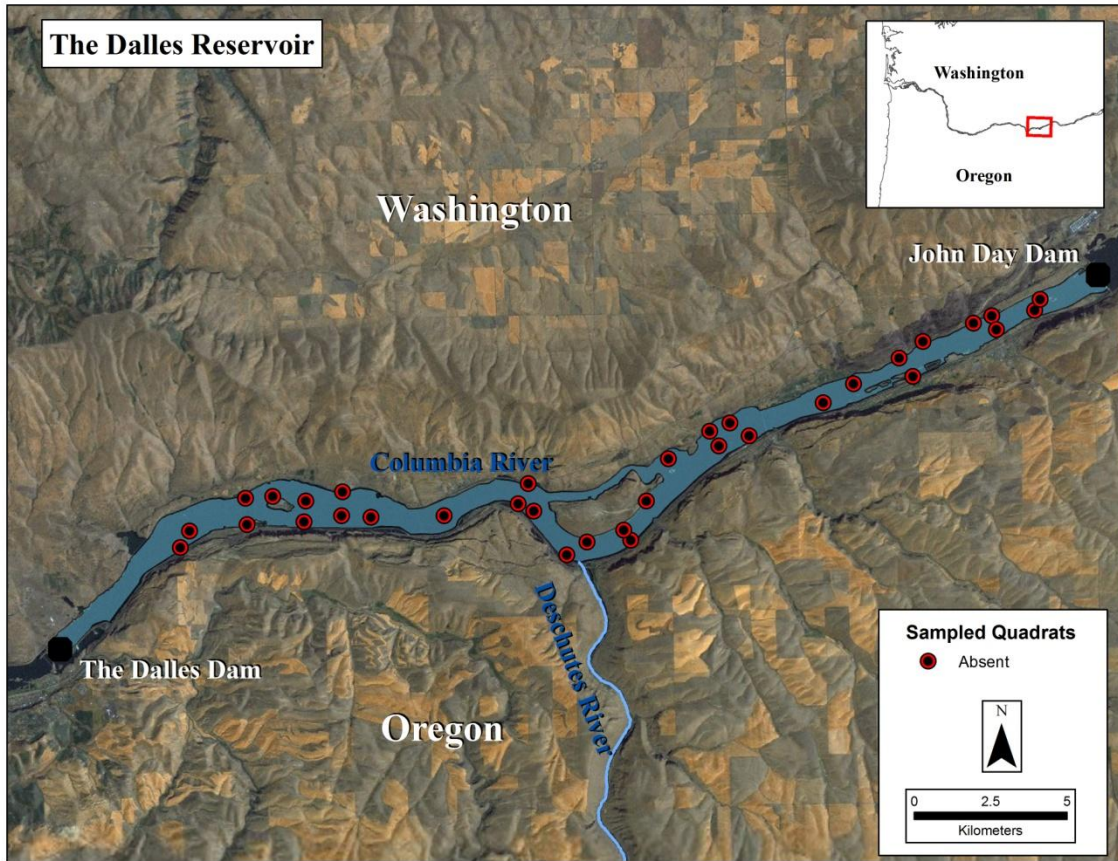 The Dalles Reservoir
Washington
Oregon
Washington
John Day Dam
Columbia River
Deschutes River
The Dalles Dam
Oregon
Sampled Quadrats
Absent
N
0 2.5 5
Kilometers